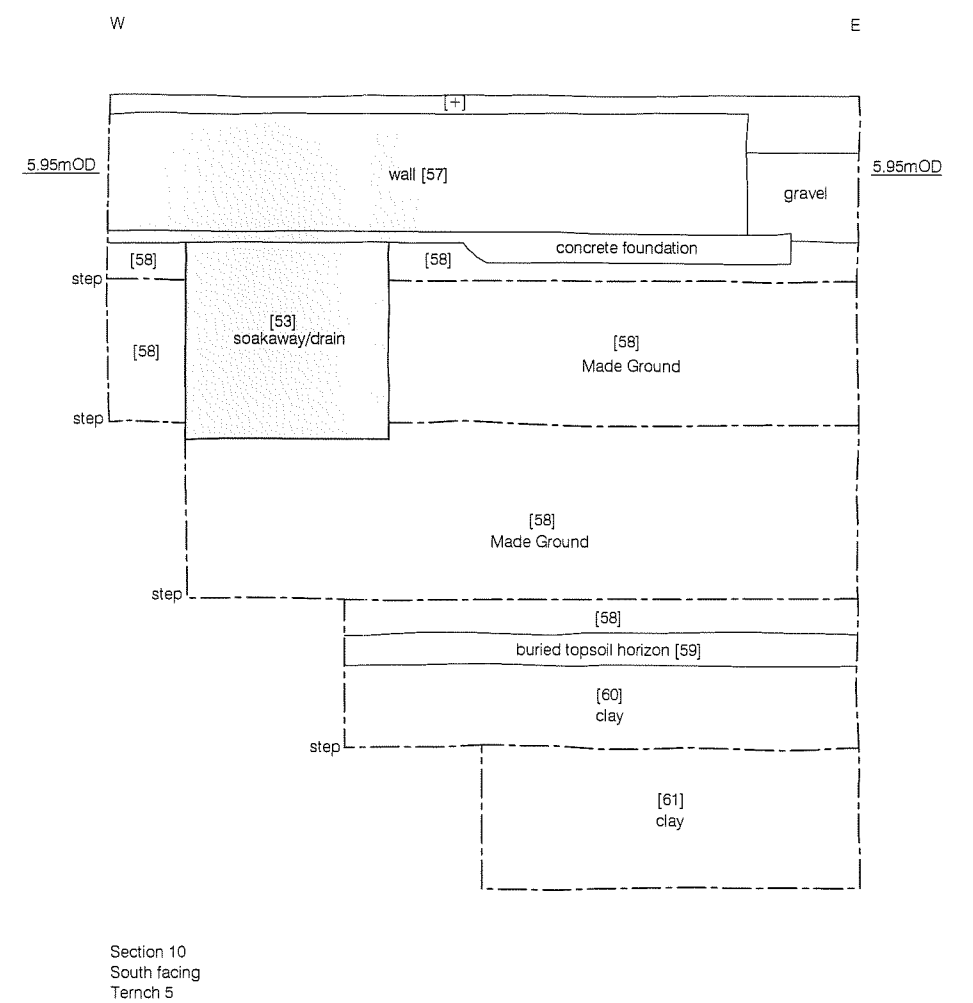 W
E
[+]
5.95mOD
5.95mOD
wall [57]
gravel
concrete foundation
[58]
[58]
step
[53]
soakaway/drain
[58]
[58]
Made Ground
step
[58]
Made Ground
step
[58]
buried topsoil horizon [59]
[60]
clay
step
[61]
clay
Section 10
South facing
Ternch 5